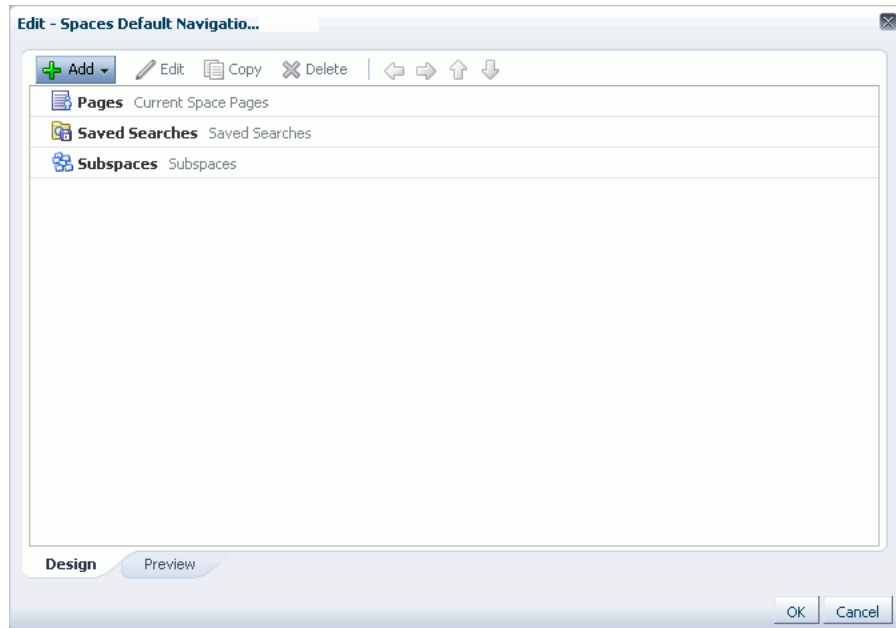 Edit - Spaces Default Navigatio...
Add Edit Copy Delete
Pages Current Space Pages
Saved Searches Saved Searches
Subspaces Subspaces
Design Preview
OK Cancel